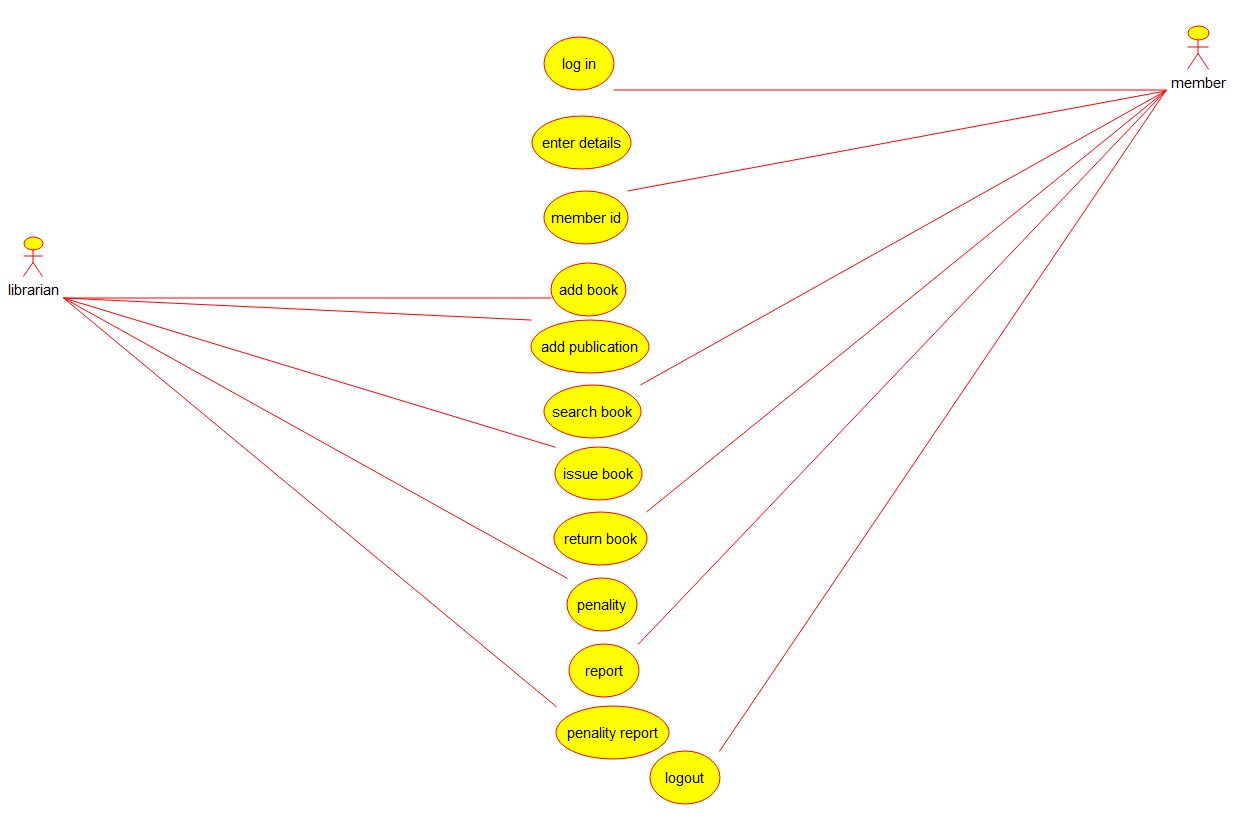 log in
member
enter details
member id
librarian
add book
add publication
search book
issue book
return book
penality
report
penality report
logout